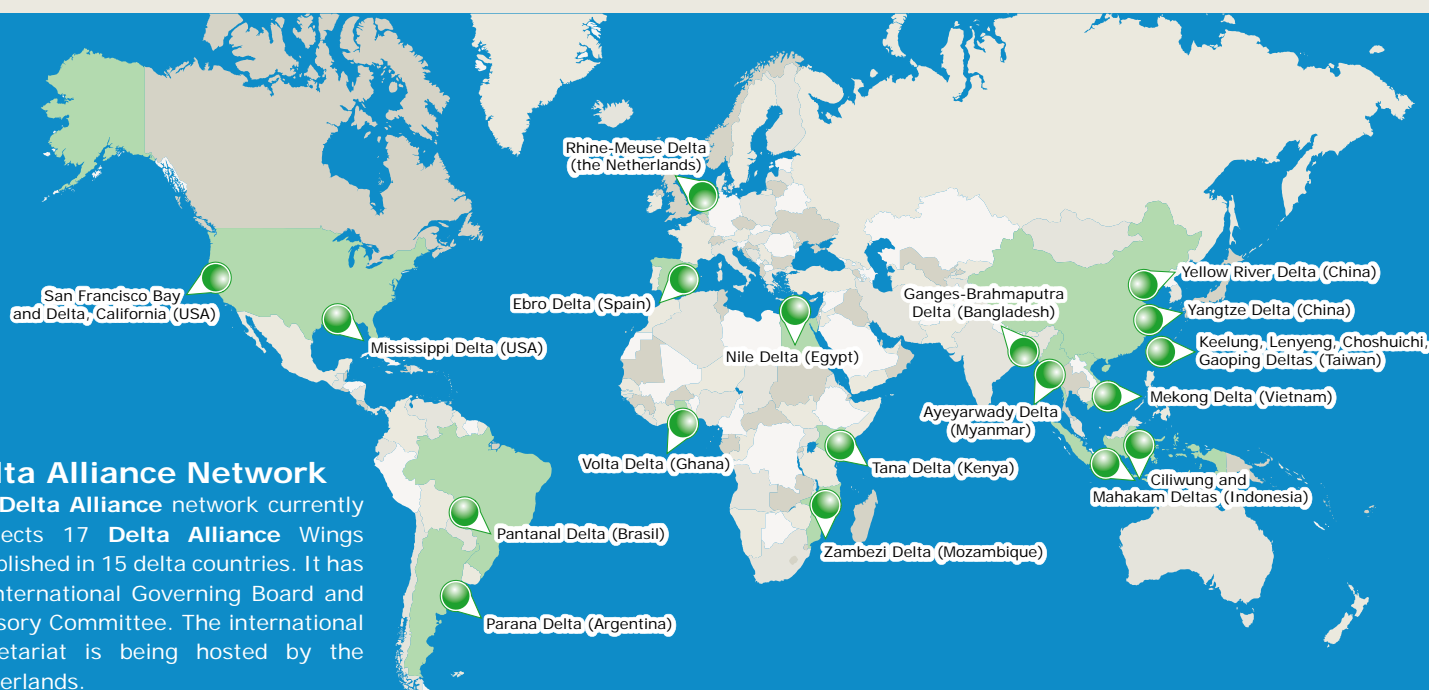 Rhine-Meuse Delta
(the Netherlands)
San Francisco Bay
and Delta, California (USA)
Mississippi Delta (USA)
Ebro Delta (Spain)
Nile Delta (Egypt)
Ganges-Brahmaputra
Delta (Bangladesh)
Yellow River Delta (China)
Yangtze Delta (China)
Keelung, Lenyeng, Choshuichi,
Gaoping Deltas (Taiwan)
Mekong Delta (Vietnam)
Ayeyarwady Delta
(Myanmar)
Volta Delta (Ghana)
Tana Delta (Kenya)
Ciliwung and
Mahakam Deltas (Indonesia)
Pantanal Delta (Brasil)
Zambezi Delta (Mozambique)
Parana Delta (Argentina)
lta Alliance Network
Delta Alliance network currently
ects 17 Delta Alliance Wings
blished in 15 delta countries. It has
nternational Governing Board and
sory Committee. The international
etariat is being hosted by the
erlands.